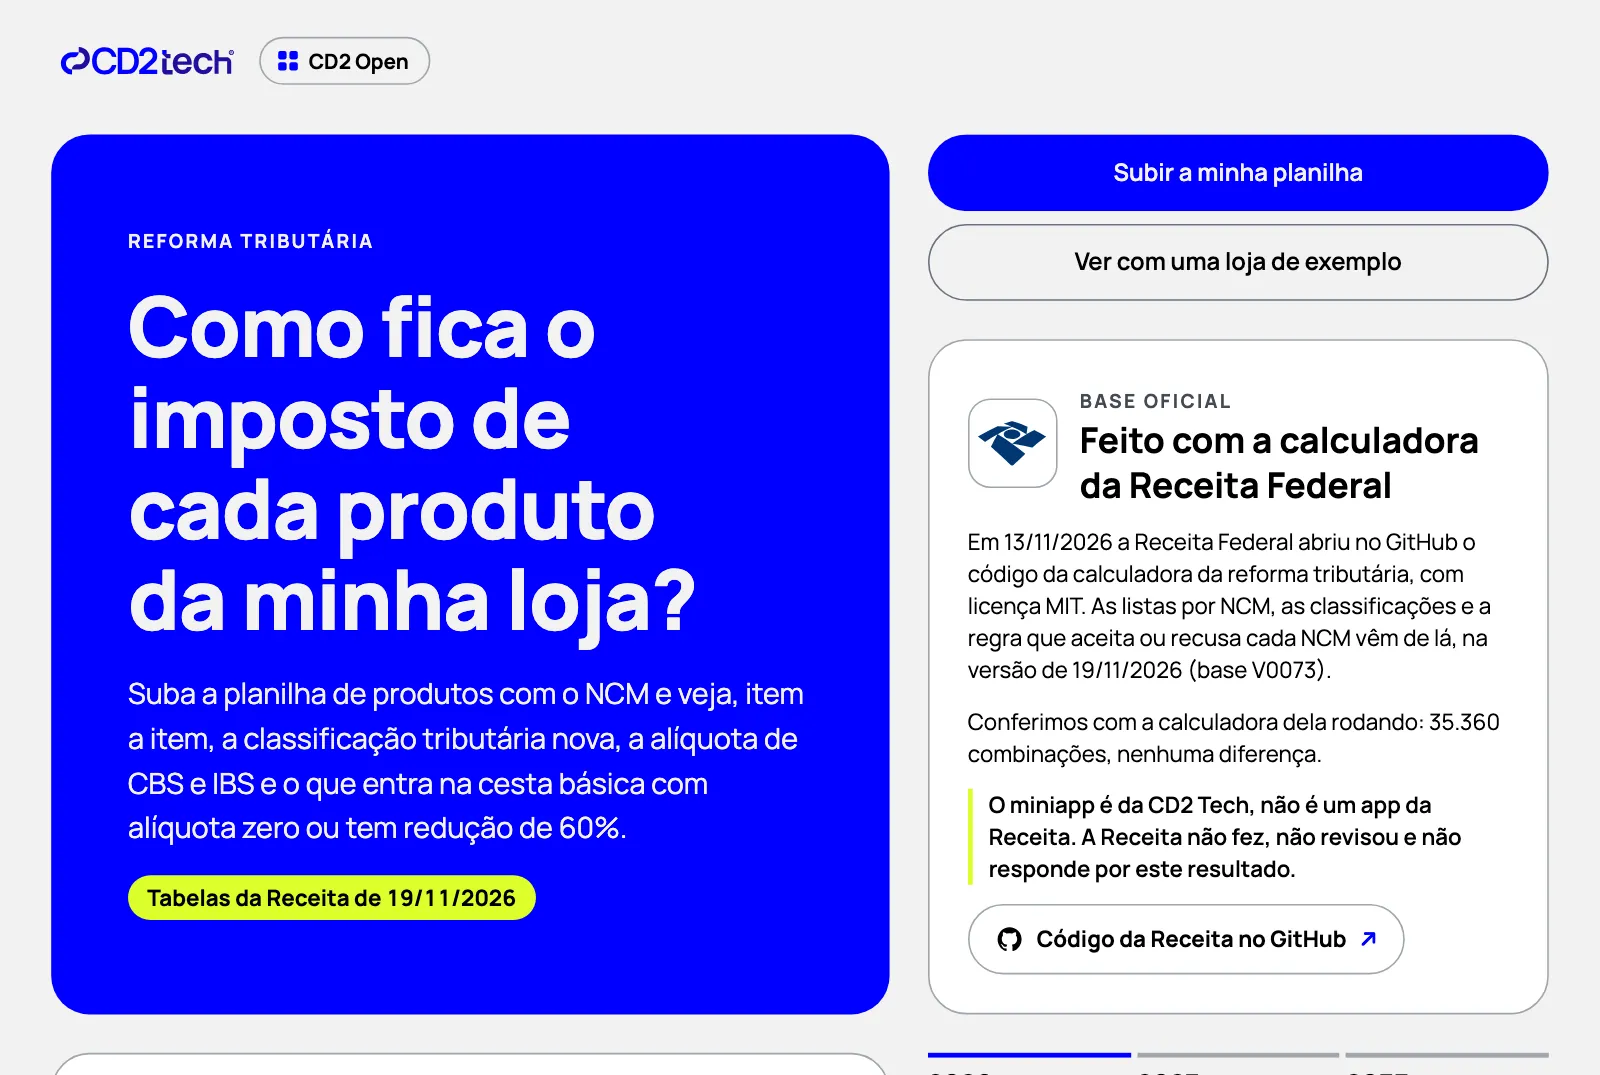 CD2tech
CD2 Open
REFORMA TRIBUTÁRIA
Como fica o
imposto de
cada produto
da minha loja?
Suba a planilha de produtos com o NCM e veja, item
a item, a classificação tributária nova, a alíquota de
CBS e IBS e o que entra na cesta básica com
alíquota zero ou tem redução de 60%.
Tabelas da Receita de 19/11/2026
Subir a minha planilha
Ver com uma loja de exemplo
BASE OFICIAL
Feito com a calculadora
da Receita Federal
Em 13/11/2026 a Receita Federal abriu no GitHub o
código da calculadora da reforma tributária, com
licença MIT. As listas por NCM, as classificações e a
regra que aceita ou recusa cada NCM vêm de lá, na
versão de 19/11/2026 (base V0073).
Conferimos com a calculadora dela rodando: 35.360
combinações, nenhuma diferença.
O miniapp é da CD2 Tech, não é um app da
Receita. A Receita não fez, não revisou e não
responde por este resultado.
Código da Receita no GitHub